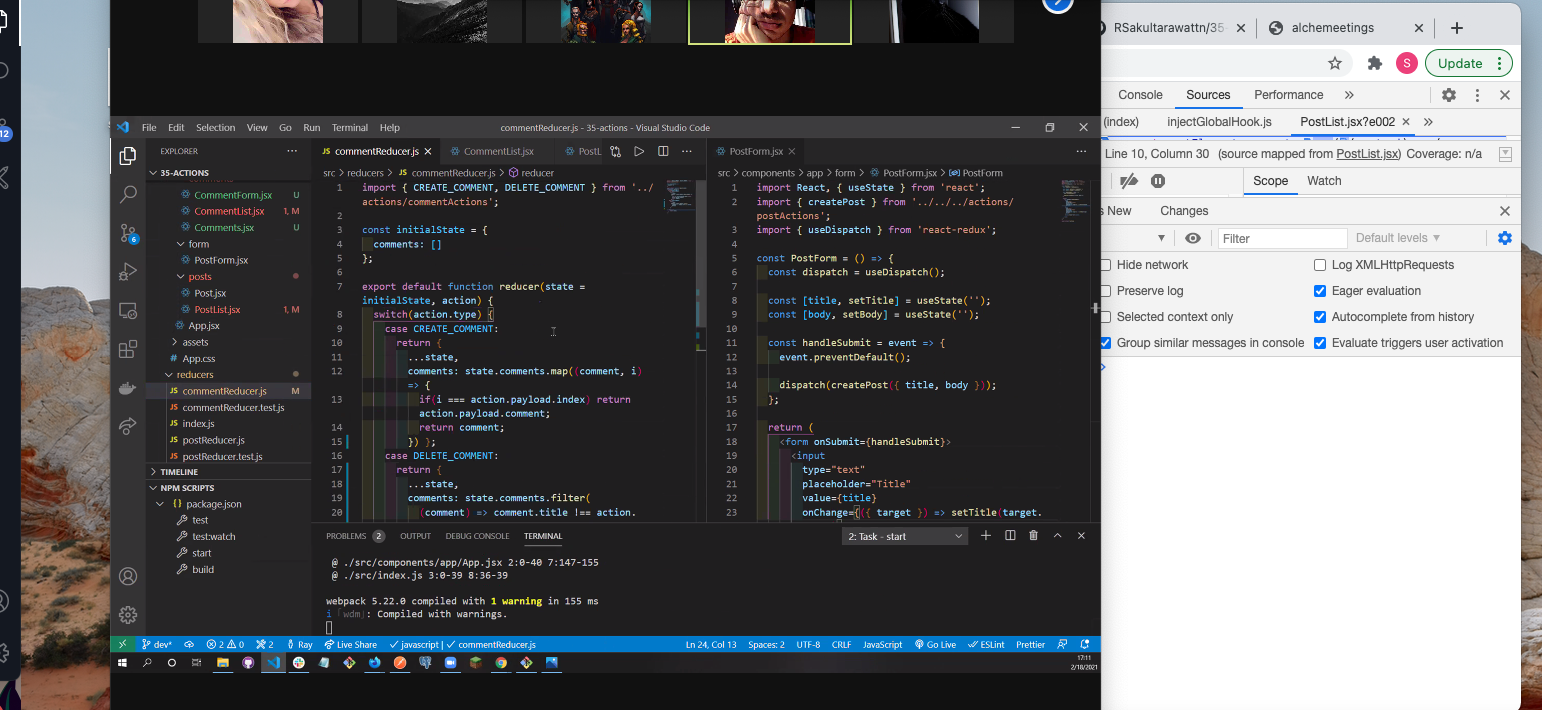 RSakultarawattn/35-
alchemeetings
S
Update
Console
Sources
Performance
(index)
injectGlobalHook.js
PostList.jsx?e002
Line 10, Column 30 (source mapped from PostList.jsx) Coverage: n/a
Scope
Watch
s New
Changes
Filter
Default levels
Hide network
Log XMLHttpRequests
Preserve log
Eager evaluation
Selected context only
Autocomplete from history
Group similar messages in console
Evaluate triggers user activation
12
File Edit Selection View Go Run Terminal Help
commentReducer.js - 35-actions - Visual Studio Code
EXPLORER
35-ACTIONS
CommentForm.jsx U
CommentList.jsx 1, M
Comments.jsx U
form
PostForm.jsx
posts
Post.jsx
PostList.jsx 1, M
App.jsx
assets
# App.css
reducers
JS commentReducer.js M
JS commentReducer.test.js
JS index.js
JS postReducer.js
JS postReducer.test.js
TIMELINE
NPM SCRIPTS
{} package.json
test
test:watch
start
build
6
JS commentReducer.js
CommentList.jsx
PostL
src > reducers > JS commentReducer.js > reducer
1 import { CREATE_COMMENT, DELETE_COMMENT } from '../
actions/commentActions';
2
3 const initialState = {
4 comments: []
5 };
6
7 export default function reducer(state =
initialState, action) {
8 switch(action.type) {
9 case CREATE_COMMENT:
10 return {
11 ...state,
12 comments: state.comments.map((comment, i)
=> {
13 if(i === action.payload.index) return
action.payload.comment;
14 return comment;
15 }) };
16 case DELETE_COMMENT:
17 return {
18 ...state,
19 comments: state.comments.filter(
20 (comment) => comment.title !== action.
PostForm.jsx
src > components > app > form > PostForm.jsx > PostForm
1 import React, { useState } from 'react';
2 import { createPost } from '../../../actions/
postActions';
3 import { useDispatch } from 'react-redux';
4
5 const PostForm = () => {
6 const dispatch = useDispatch();
7
8 const [title, setTitle] = useState('');
9 const [body, setBody] = useState('');
10
11 const handleSubmit = event => {
12 event.preventDefault();
13
14 dispatch(createPost({ title, body }));
15 };
16
17 return (
18 <form onSubmit={handleSubmit}>
19 <input
20 type="text"
21 placeholder="Title"
22 value={title}
23 onChange={({ target }) => setTitle(target.
PROBLEMS 2 OUTPUT DEBUG CONSOLE TERMINAL
2: Task - start
@ ./src/components/app/App.jsx 2:0-40 7:147-155
@ ./src/index.js 3:0-39 8:36-39
webpack 5.22.0 compiled with 1 warning in 155 ms
i ｢wdm｣: Compiled with warnings.
dev* 2 0 2 Ray Live Share javascript | commentReducer.js
Ln 24, Col 13 Spaces: 2 UTF-8 CRLF JavaScript Go Live ESLint Prettier
17:11
2/18/2021